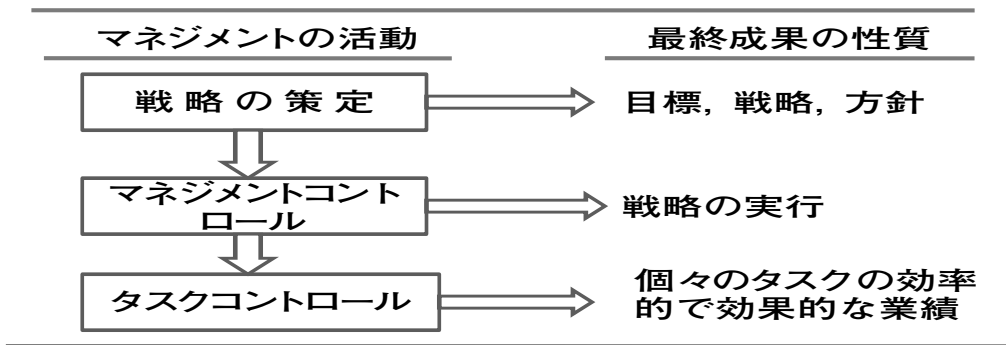 マネジメントの活動
最終成果の性質
戦略の策定
目標, 戦略, 方針
マネジメントコント
ロール
戦略の実行
タスクコントロール
個々のタスクの効率
的で効果的な業績